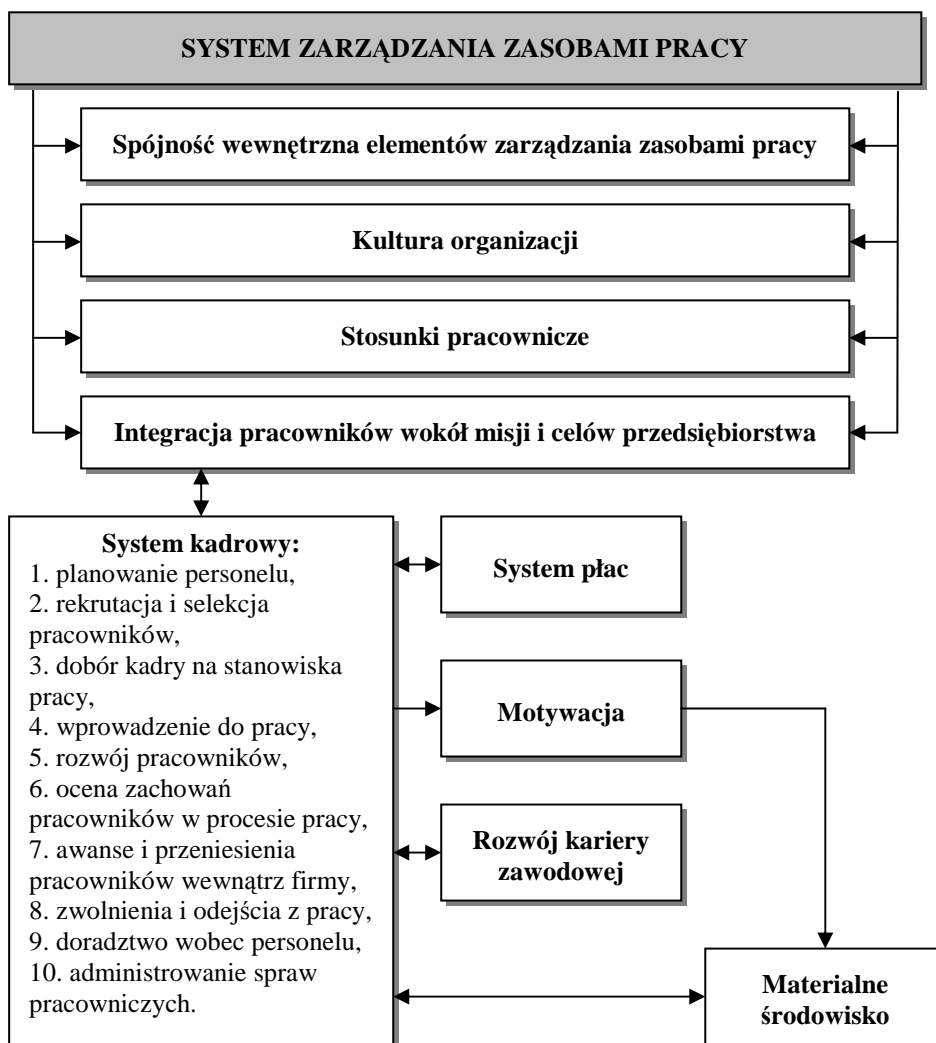 SYSTEM ZARZĄDZANIA ZASOBAMI PRACY
Spójność wewnętrzna elementów zarządzania zasobami pracy
Kultura organizacji
Stosunki pracownicze
Integracja pracowników wokół misji i celów przedsiębiorstwa
System kadrowy:
1. planowanie personelu,
2. rekrutacja i selekcja
pracowników,
3. dobór kadry na stanowiska
pracy,
4. wprowadzenie do pracy,
5. rozwój pracowników,
6. ocena zachowań
pracowników w procesie pracy,
7. awanse i przeniesienia
pracowników wewnątrz firmy,
8. zwolnienia i odejścia z pracy,
9. doradztwo wobec personelu,
10. administrowanie spraw
pracowniczych.
System płac
Motywacja
Rozwój kariery
zawodowej
Materialne
środowisko